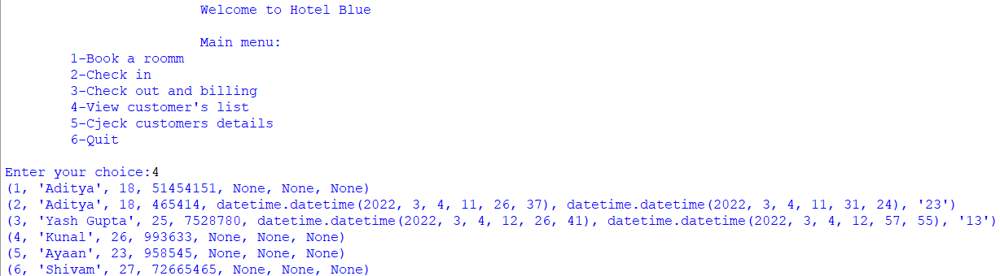 Welcome to Hotel Blue
Main menu:
1-Book a roomm
2-Check in
3-Check out and billing
4-View customer's list
5-Cjeck customers details
6-Quit
Enter your choice:4
(1, 'Aditya', 18, 51454151, None, None, None)
(2, 'Aditya', 18, 465414, datetime.datetime(2022, 3, 4, 11, 26, 37), datetime.datetime(2022, 3, 4, 11, 31, 24), '23')
(3, 'Yash Gupta', 25, 7528780, datetime.datetime(2022, 3, 4, 12, 26, 41), datetime.datetime(2022, 3, 4, 12, 57, 55), '13')
(4, 'Kunal', 26, 993633, None, None, None)
(5, 'Ayaan', 23, 958545, None, None, None)
(6, 'Shivam', 27, 72665465, None, None, None)